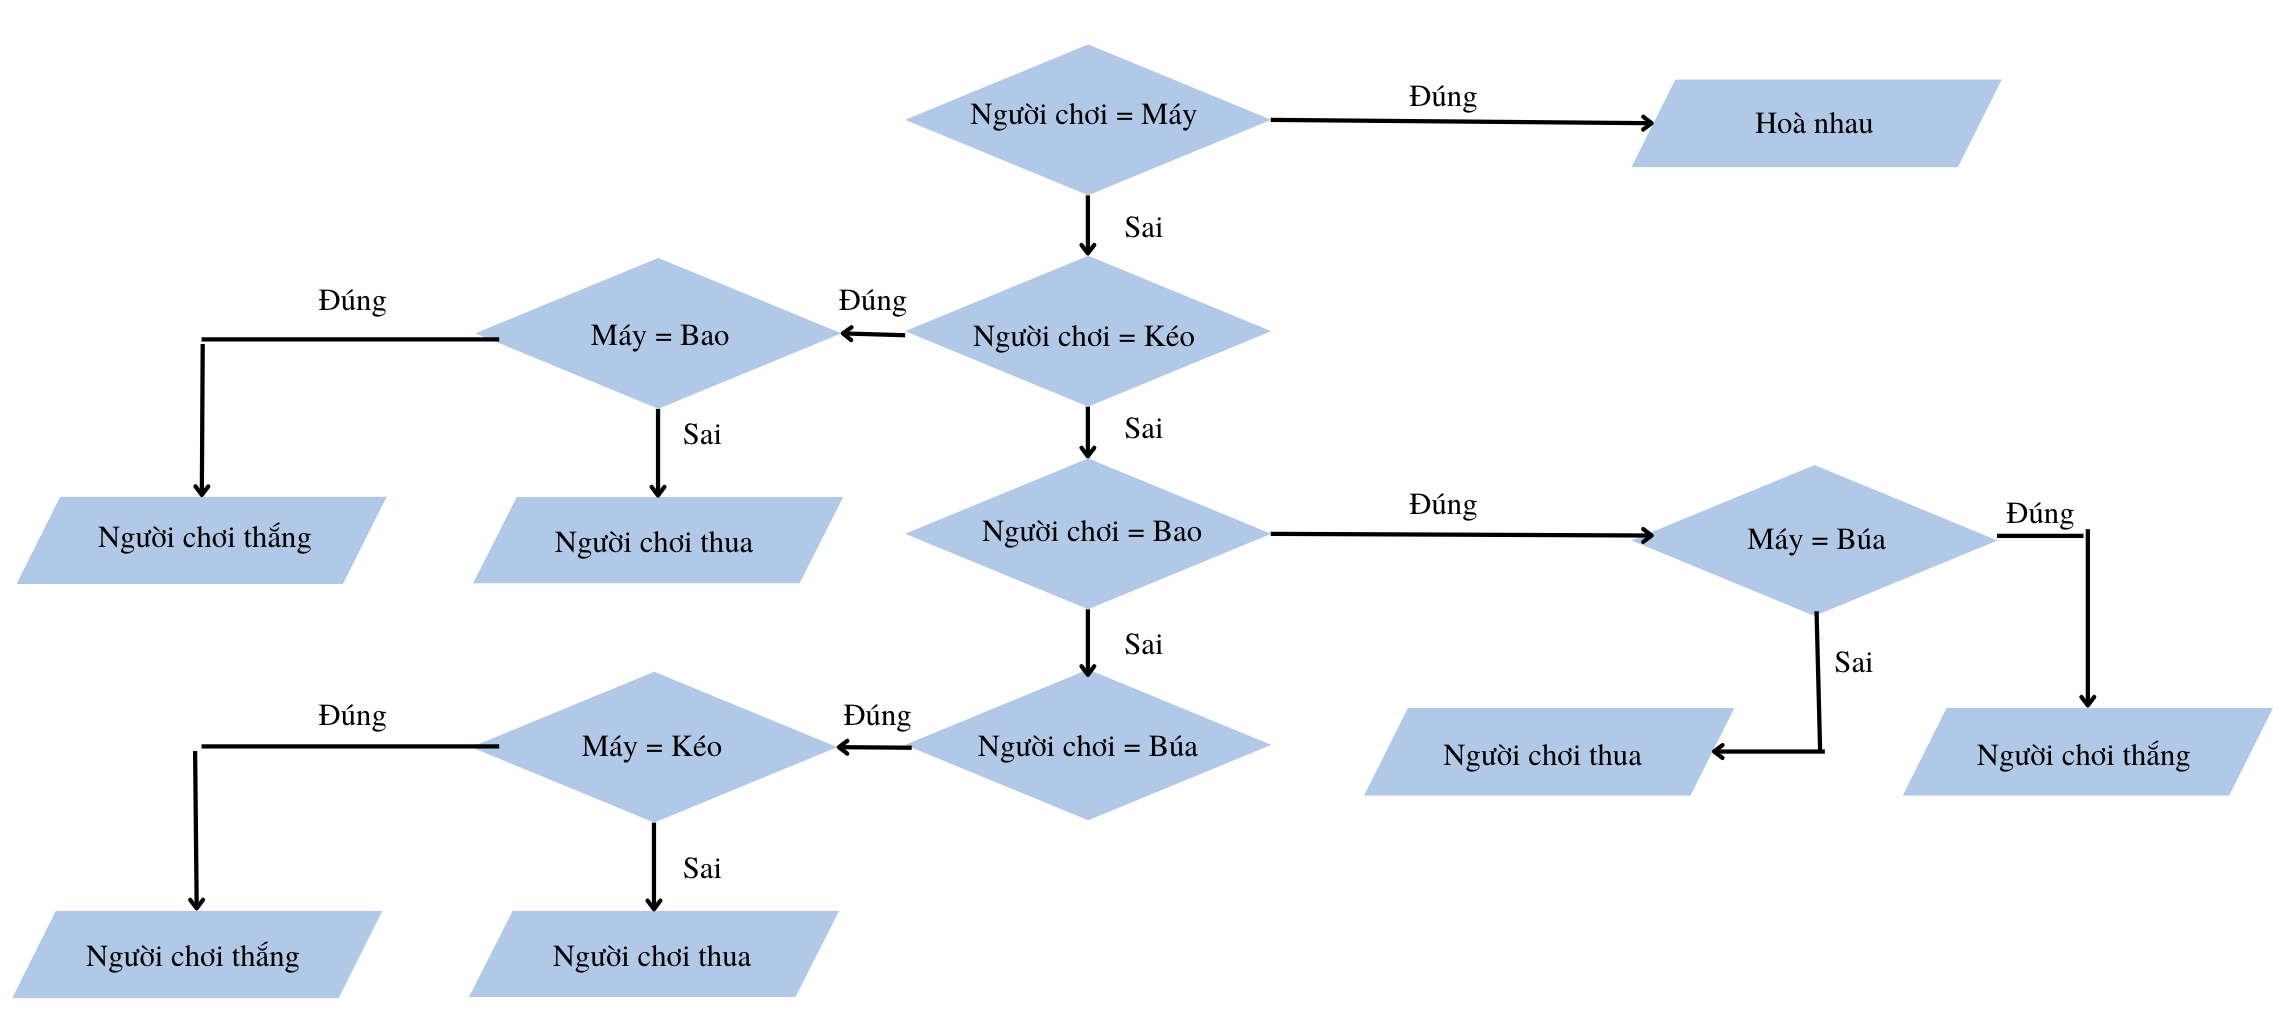 Người chơi = Máy
Đúng
Hoà nhau
Sai
Đúng
Máy = Bao
Đúng
Người chơi = Kéo
Sai
Sai
Người chơi thắng
Người chơi thua
Người chơi = Bao
Đúng
Máy = Búa
Đúng
Sai
Sai
Đúng
Máy = Kéo
Đúng
Người chơi = Búa
Người chơi thua
Người chơi thắng
Sai
Người chơi thắng
Người chơi thua